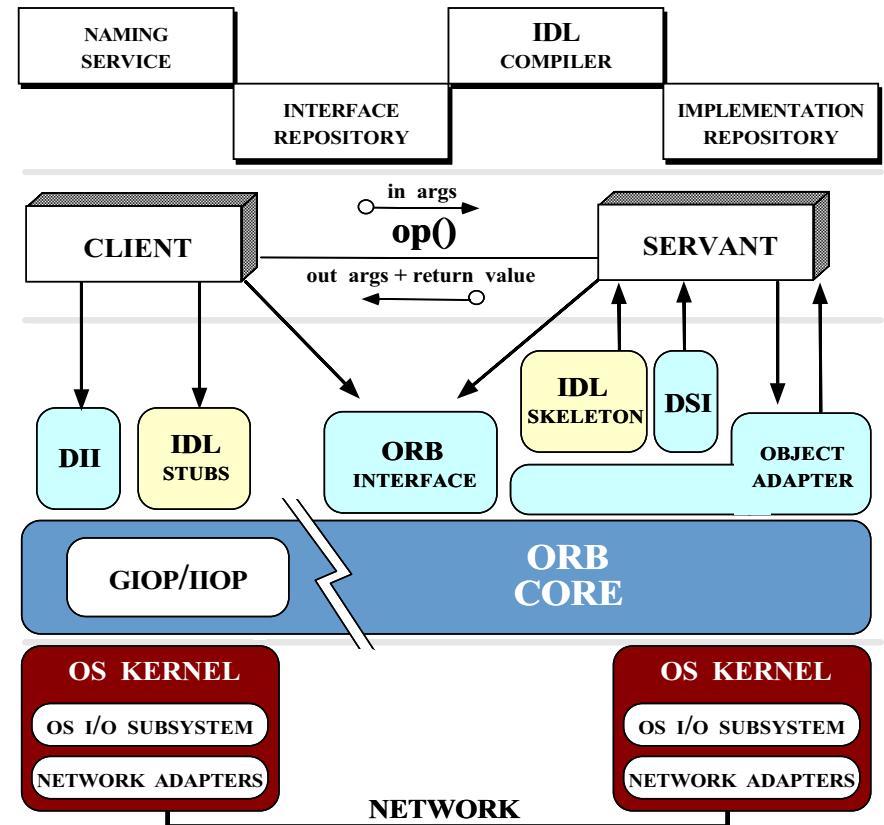 NAMING
SERVICE
IDL
COMPILER
INTERFACE
REPOSITORY
IMPLEMENTATION
REPOSITORY
in args
CLIENT
op()
SERVANT
out args + return value
DII
IDL
STUBS
ORB
INTERFACE
IDL
SKELETON
DSI
OBJECT
ADAPTER
GIOP/IIOP
ORB
CORE
OS KERNEL
OS I/O SUBSYSTEM
NETWORK ADAPTERS
OS KERNEL
OS I/O SUBSYSTEM
NETWORK ADAPTERS
NETWORK